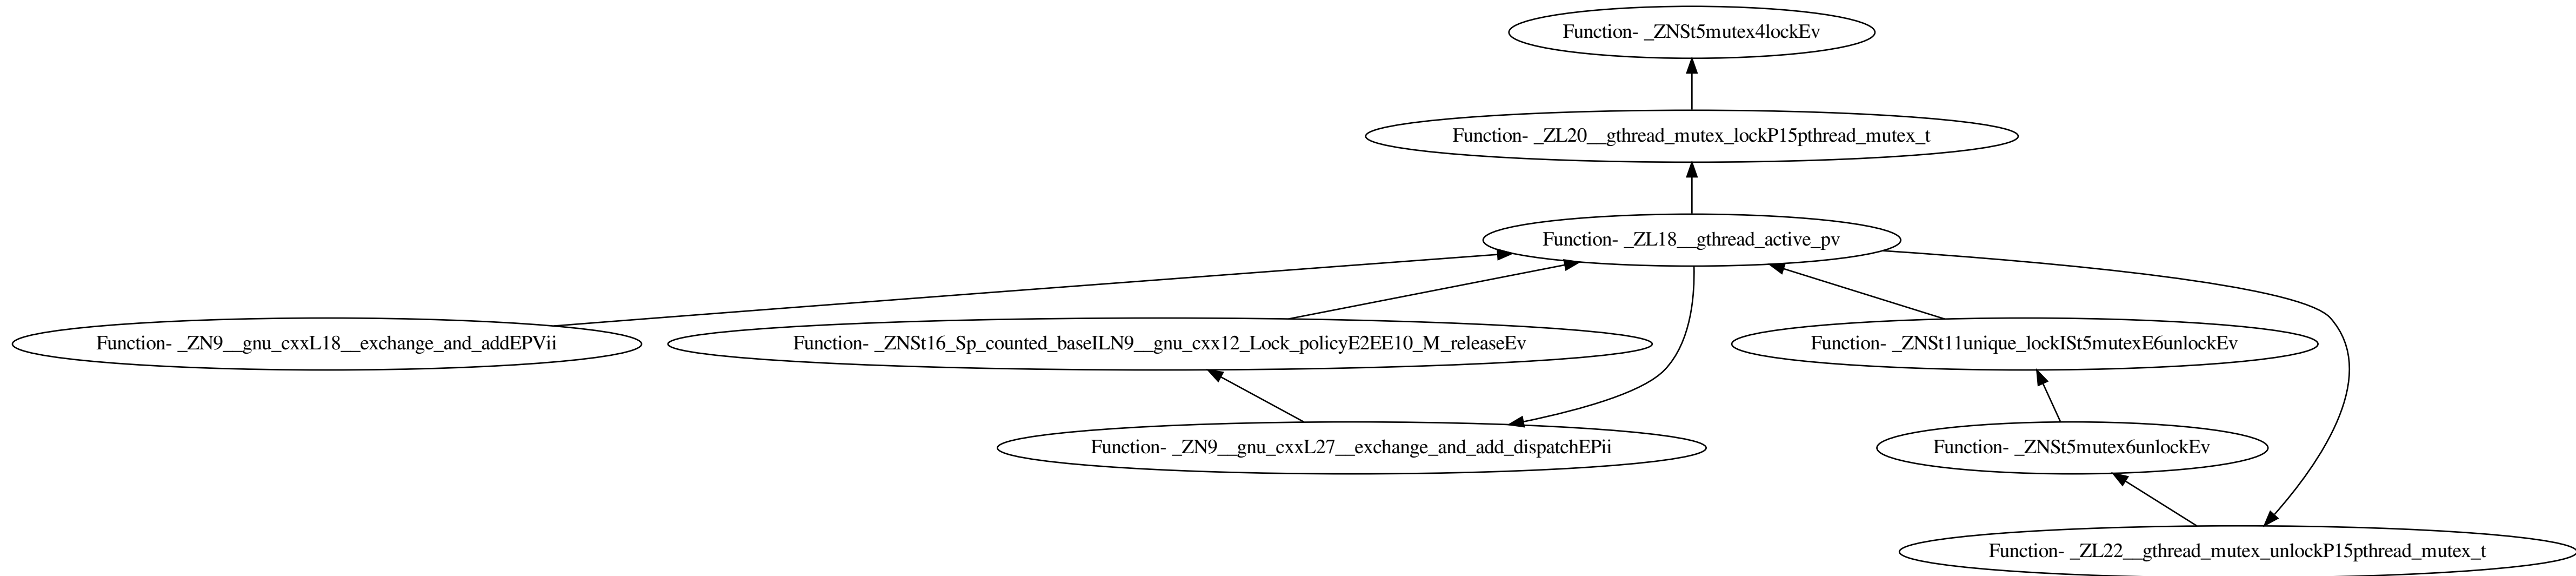 Function- _ZNSt5mutex4lockEv
Function- _ZL20__gthread_mutex_lockP15pthread_mutex_t
Function- _ZL18__gthread_active_pv
Function- _ZN9__gnu_cxxL18__exchange_and_addEPVii
Function- _ZNSt16_Sp_counted_baseILN9__gnu_cxx12_Lock_policyE2EE10_M_releaseEv
Function- _ZNSt11unique_lockISt5mutexE6unlockEv
Function- _ZN9__gnu_cxxL27__exchange_and_add_dispatchEPii
Function- _ZNSt5mutex6unlockEv
Function- _ZL22__gthread_mutex_unlockP15pthread_mutex_t